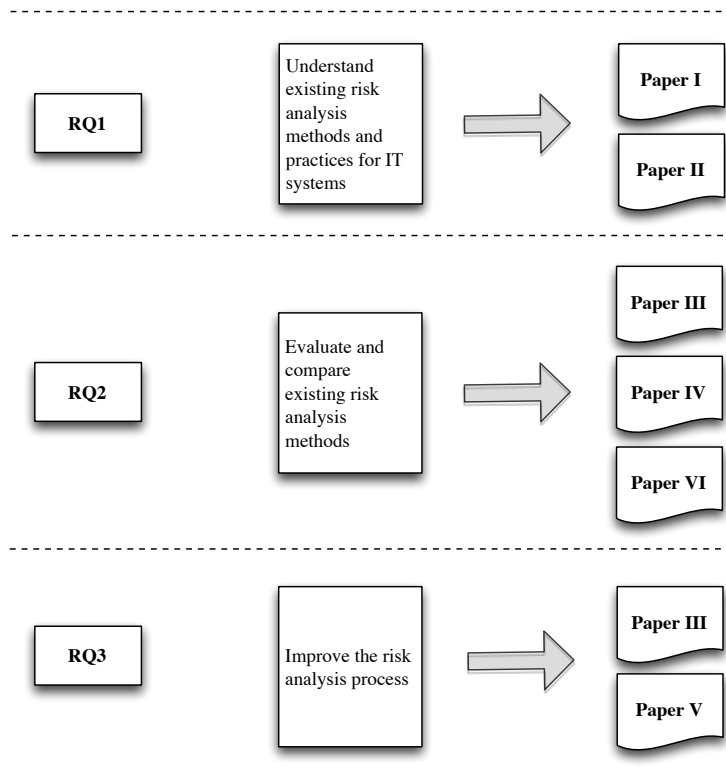 RQ1
Understand
existing risk
analysis
methods and
practices for IT
systems
Paper I
Paper II
RQ2
Evaluate and
compare
existing risk
analysis
methods
Paper III
Paper IV
Paper VI
RQ3
Improve the risk
analysis process
Paper III
Paper V